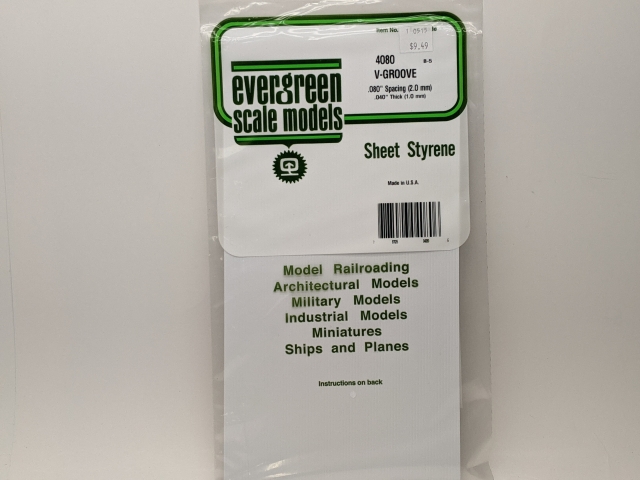 Item No.
$9.49
4080
V-GROOVE
.080" Spacing (2.0 mm)
.040" Thick (1.0 mm)
evergreen
scale models
Sheet Styrene
Made in U.S.A.
Model Railroading
Architectural Models
Military Models
Industrial Models
Miniatures
Ships and Planes
Instructions on back